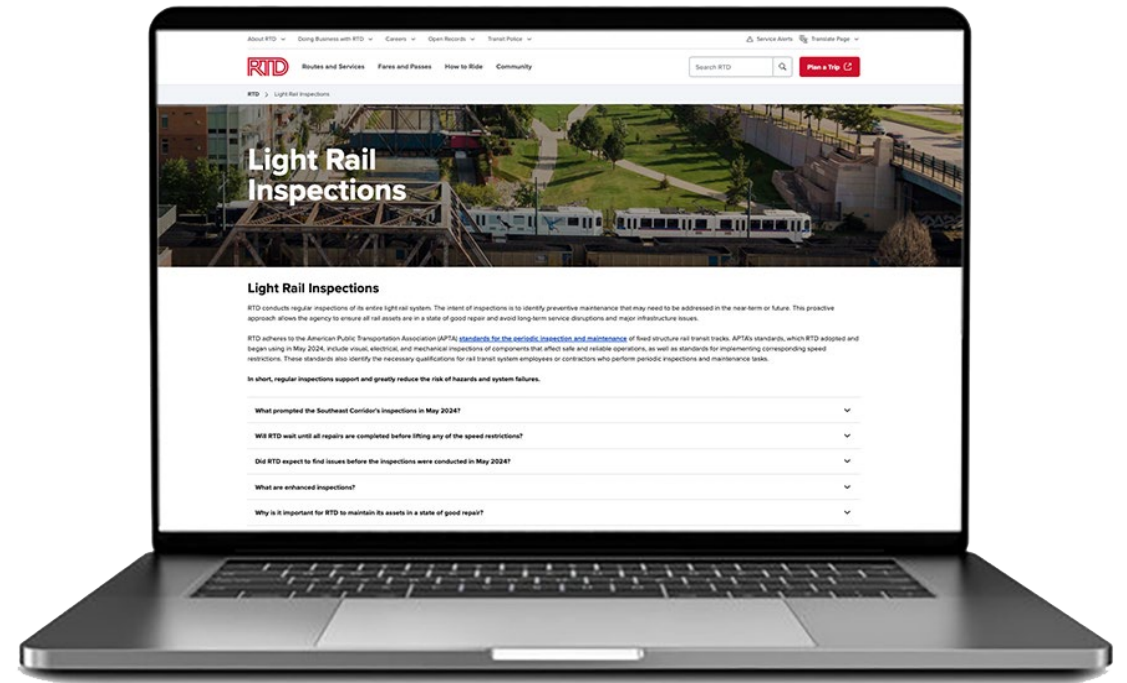 About RTD Doing Business with RTD Careers Open Records Transit Police Service Alerts Translate Page
RTD Routes and Services Fares and Passes How to Ride Community Search RTD Plan a Trip
RTD > Light Rail Inspections
Light Rail
Inspections
Light Rail Inspections
RTD conducts regular inspections of its entire light rail system. The intent of inspections is to identify preventive maintenance that may need to be addressed in the near-term or future. This proactive
approach allows the agency to ensure all rail assets are in a state of good repair and avoid long-term service disruptions and major infrastructure issues.
RTD adheres to the American Public Transportation Association (APTA) standards for the periodic inspection and maintenance of fixed structure rail transit tracks. APTA's standards, which RTD adopted and
began using in May 2024, include visual, electrical, and mechanical inspections of components that affect safe and reliable operations, as well as standards for implementing corresponding speed
restrictions. These standards also identify the necessary qualifications for rail transit system employees or contractors who perform periodic inspections and maintenance tasks.
In short, regular inspections support and greatly reduce the risk of hazards and system failures.
What prompted the Southeast Corridor's inspections in May 2024?
Will RTD wait until all repairs are completed before lifting any of the speed restrictions?
Did RTD expect to find issues before the inspections were conducted in May 2024?
What are enhanced inspections?
Why is it important for RTD to maintain its assets in a state of good repair?